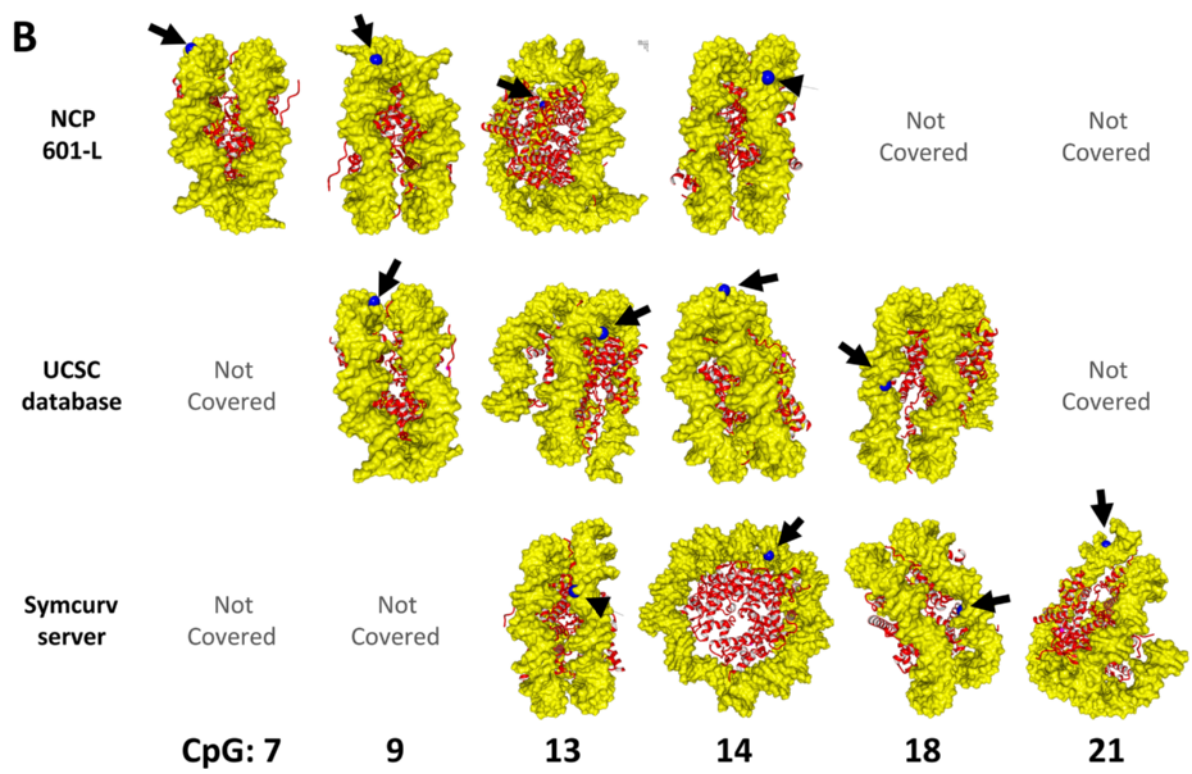 B
NCP
601-L
Not
Covered
Not
Covered
UCSC
database
Not
Covered
Not
Covered
Symcurv
server
Not
Covered
Not
Covered
CpG: 7 9 13 14 18 21